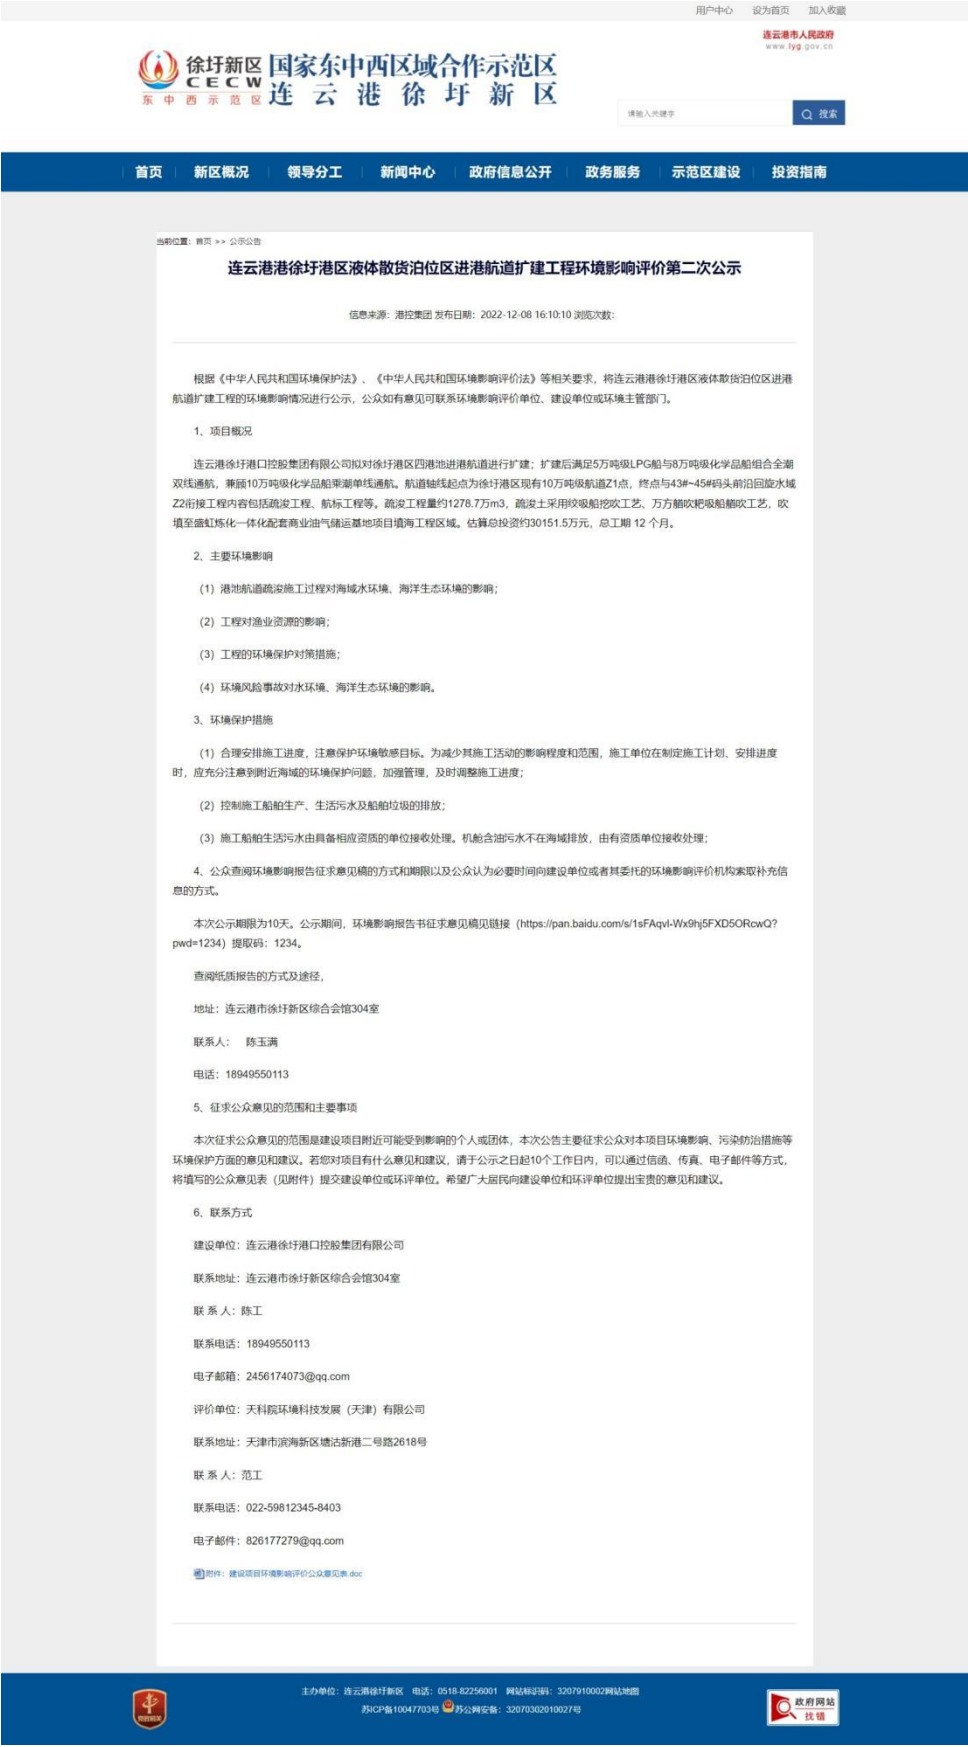 用户中心 设为首页 加入收藏
连云港市人民政府
www.lyg.gov.cn
徐圩新区
CECW
东中西示范区
国家东中西区域合作示范区
连云港徐圩新区
请输入关键字
搜索
首页 新区概况 领导分工 新闻中心 政府信息公开 政务服务 示范区建设 投资指南
当前位置：首页 >> 公示公告
连云港港徐圩港区液体散货泊位区进港航道扩建工程环境影响评价第二次公示
信息来源：港控集团 发布日期：2022-12-08 16:10:10 浏览次数：
根据《中华人民共和国环境保护法》、《中华人民共和国环境影响评价法》等相关要求，将连云港港徐圩港区液体散货泊位区进港
航道扩建工程的环境影响情况进行公示，公众如有意见可联系环境影响评价单位、建设单位或环境主管部门。
1、项目概况
连云港徐圩港口控股集团有限公司拟对徐圩港区四港池进港航道进行扩建；扩建后满足5万吨级LPG船与8万吨级化学品船组合全潮
双线通航，兼顾10万吨级化学品船乘潮单线通航。航道轴线起点为徐圩港区现有10万吨级航道Z1点，终点与43#~45#码头前沿回旋水域
Z2衔接工程内容包括疏浚工程、航标工程等。疏浚工程量约1278.7万m3，疏浚土采用绞吸船挖吹工艺、万方艏吹耙吸船艏吹工艺，吹
填至盛虹炼化一体化配套商业油气储运基地项目填海工程区域。估算总投资约30151.5万元，总工期 12 个月。
2、主要环境影响
（1）港池航道疏浚施工过程对海域水环境、海洋生态环境的影响；
（2）工程对渔业资源的影响；
（3）工程的环境保护对策措施；
（4）环境风险事故对水环境、海洋生态环境的影响。
3、环境保护措施
（1）合理安排施工进度，注意保护环境敏感目标。为减少其施工活动的影响程度和范围，施工单位在制定施工计划、安排进度
时，应充分注意到附近海域的环境保护问题，加强管理，及时调整施工进度；
（2）控制施工船舶生产、生活污水及船舶垃圾的排放；
（3）施工船舶生活污水由具备相应资质的单位接收处理。机舱含油污水不在海域排放，由有资质单位接收处理；
4、公众查阅环境影响报告征求意见稿的方式和期限以及公众认为必要时间向建设单位或者其委托的环境影响评价机构索取补充信
息的方式。
本次公示期限为10天。公示期间，环境影响报告书征求意见稿见链接（https://pan.baidu.com/s/1sFAqvI-Wx9hj5FXD5ORcwQ?
pwd=1234）提取码：1234。
查阅纸质报告的方式及途径，
地址：连云港市徐圩新区综合会馆304室
联系人： 陈玉满
电话：18949550113
5、征求公众意见的范围和主要事项
本次征求公众意见的范围是建设项目附近可能受到影响的个人或团体，本次公告主要征求公众对本项目环境影响、污染防治措施等
环境保护方面的意见和建议。若您对项目有什么意见和建议，请于公示之日起10个工作日内，可以通过信函、传真、电子邮件等方式，
将填写的公众意见表（见附件）提交建设单位或环评单位。希望广大居民向建设单位和环评单位提出宝贵的意见和建议。
6、联系方式
建设单位：连云港徐圩港口控股集团有限公司
联系地址：连云港市徐圩新区综合会馆304室
联 系 人：陈工
联系电话：18949550113
电子邮箱：2456174073@qq.com
评价单位：天科院环境科技发展（天津）有限公司
联系地址：天津市滨海新区塘沽新港二号路2618号
联 系 人：范工
联系电话：022-59812345-8403
电子邮件：826177279@qq.com
附件：建设项目环境影响评价公众意见表.doc
主办单位：连云港徐圩新区 电话：0518-82256001 网站标识码：3207910002网站地图
苏ICP备10047703号 苏公网安备：32070302010027号
党政机关
政府网站
找错